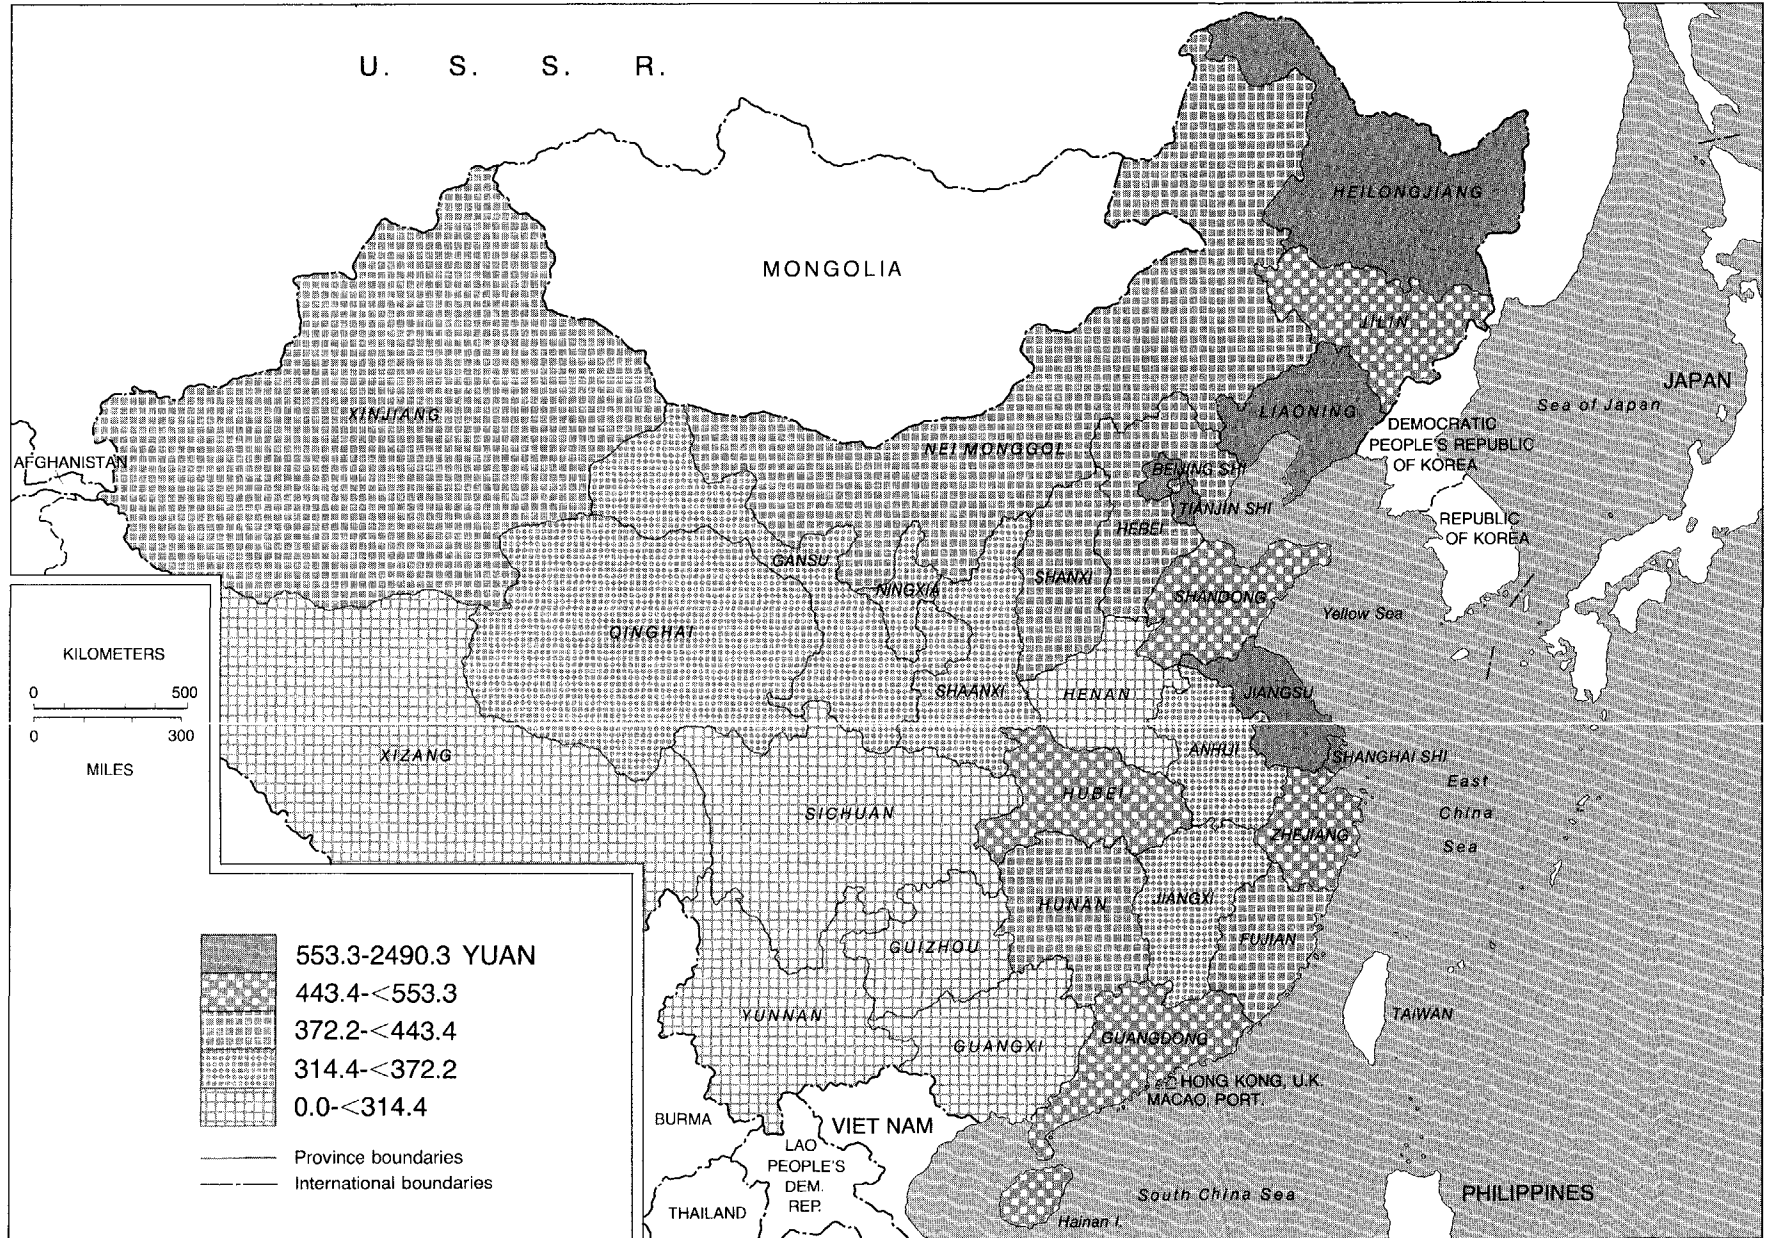 U. S. S. R.
HEILONGJIANG
MONGOLIA
JILIN
JAPAN
Sea of Japan
XINJIANG
LIAONING
DEMOCRATIC
PEOPLE'S REPUBLIC
OF KOREA
NEI MONGGOL
AFGHANISTAN
BEIJING SHI
TIANJIN SHI
REPUBLIC
OF KOREA
HEBEI
GANSU
SHANXI
NINGXIA
SHANDONG
Yellow Sea
QINGHAI
KILOMETERS
0 500
0 300
MILES
SHAANXI
HENAN
JIANGSU
XIZANG
ANHUI
SHANGHAI SHI
East
China
Sea
SICHUAN
HUBEI
ZHEJIANG
HUNAN
JIANGXI
GUIZHOU
FUJIAN
553.3-2490.3 YUAN
443.4-<553.3
372.2-<443.4
314.4-<372.2
0.0-<314.4
YUNNAN
GUANGXI
GUANGDONG
TAIWAN
HONG KONG, U.K.
MACAO, PORT.
BURMA
VIET NAM
LAO
PEOPLE'S
DEM.
REP.
Province boundaries
International boundaries
THAILAND
South China Sea
Hainan I.
PHILIPPINES